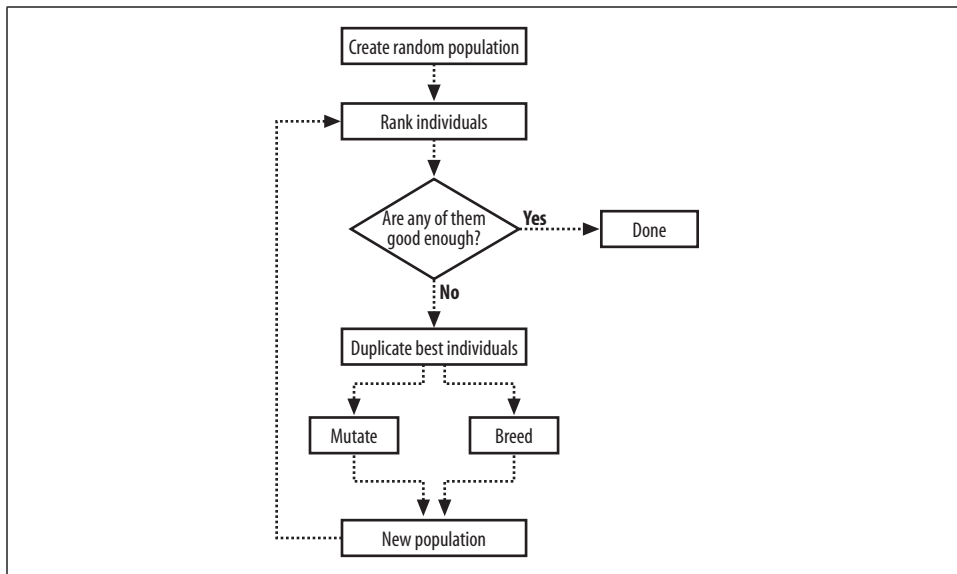 Create random population
Rank individuals
Are any of them
good enough?
Yes
Done
No
Duplicate best individuals
Mutate
Breed
New population